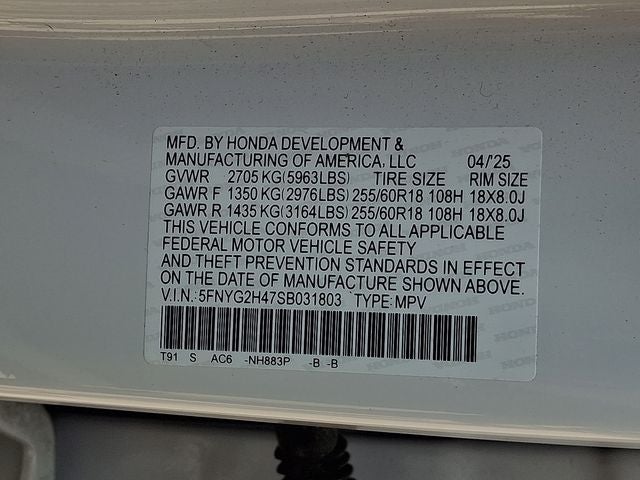 MFD. BY HONDA DEVELOPMENT &
MANUFACTURING OF AMERICA, LLC 04/'25
GVWR 2705 KG(5963LBS) TIRE SIZE RIM SIZE
GAWR F 1350 KG(2976LBS) 255/60R18 108H 18X8.0J
GAWR R 1435 KG(3164LBS) 255/60R18 108H 18X8.0J
THIS VEHICLE CONFORMS TO ALL APPLICABLE
FEDERAL MOTOR VEHICLE SAFETY
AND THEFT PREVENTION STANDARDS IN EFFECT
ON THE DATE OF MANUFACTURE SHOWN ABOVE.
V.I.N.: 5FNYG2H47SB031803 TYPE: MPV
T91 S AC6 -NH883P -B -B